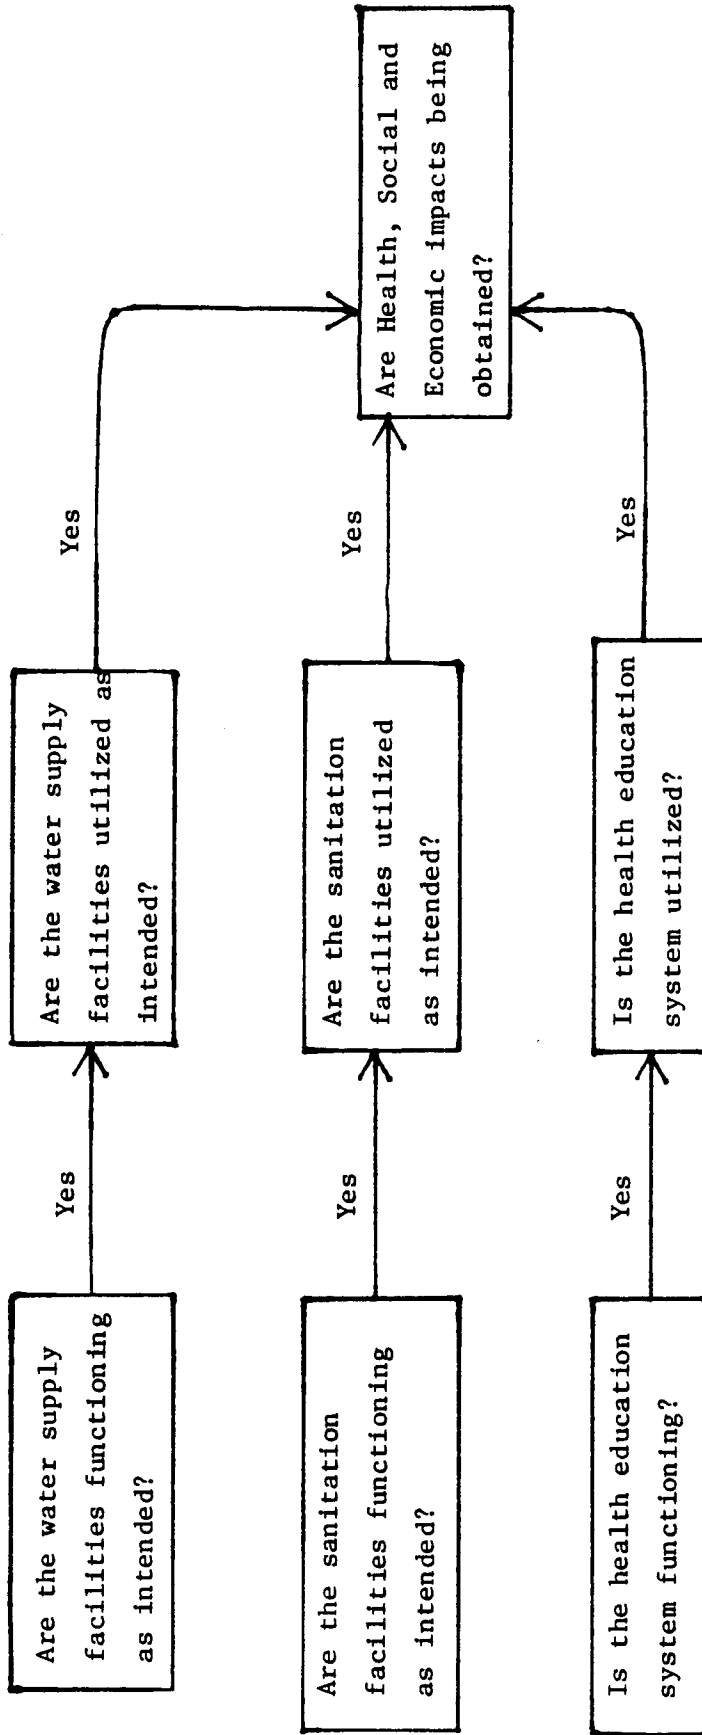 Are the water supply
facilities functioning
as intended?
Yes
Are the water supply
facilities utilized as
intended?
Yes
Are the sanitation
facilities functioning
as intended?
Yes
Are the sanitation
facilities utilized
as intended?
Yes
Is the health education
system functioning?
Yes
Is the health education
system utilized?
Yes
Are Health, Social and
Economic impacts being
obtained?